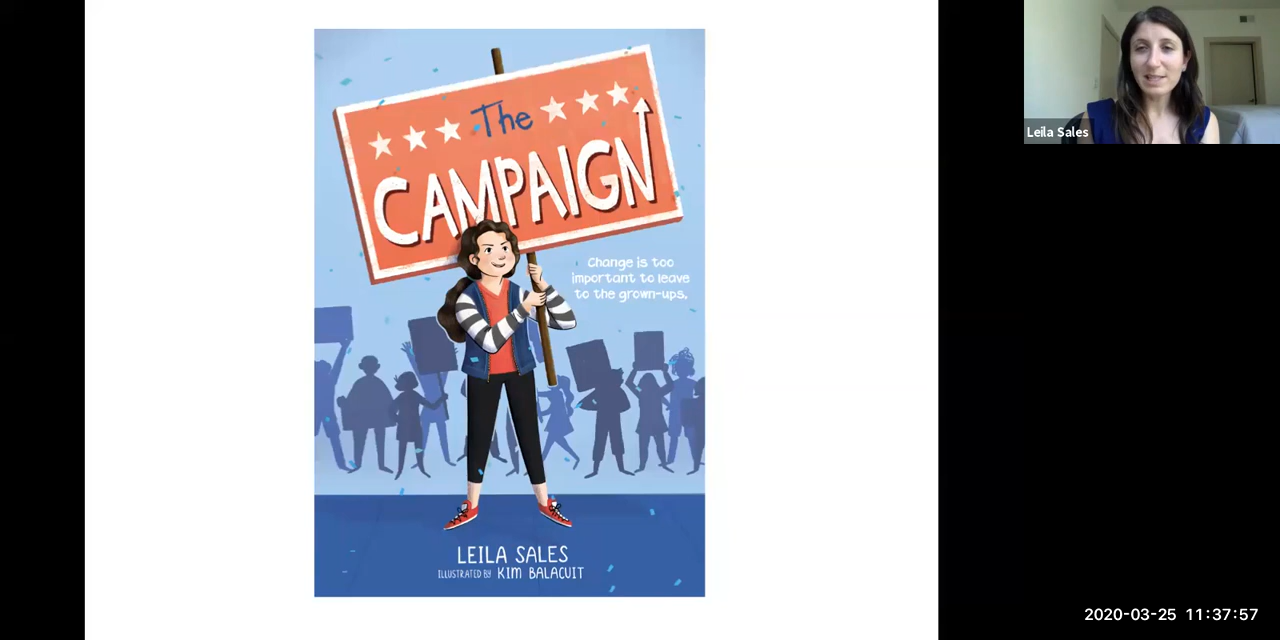 The
CAMPAIGN
Change is too
important to leave
to the grown-ups.
LEILA SALES
ILLUSTRATED BY KIM BALACUIT
Leila Sales
2020-03-25 11:37:57